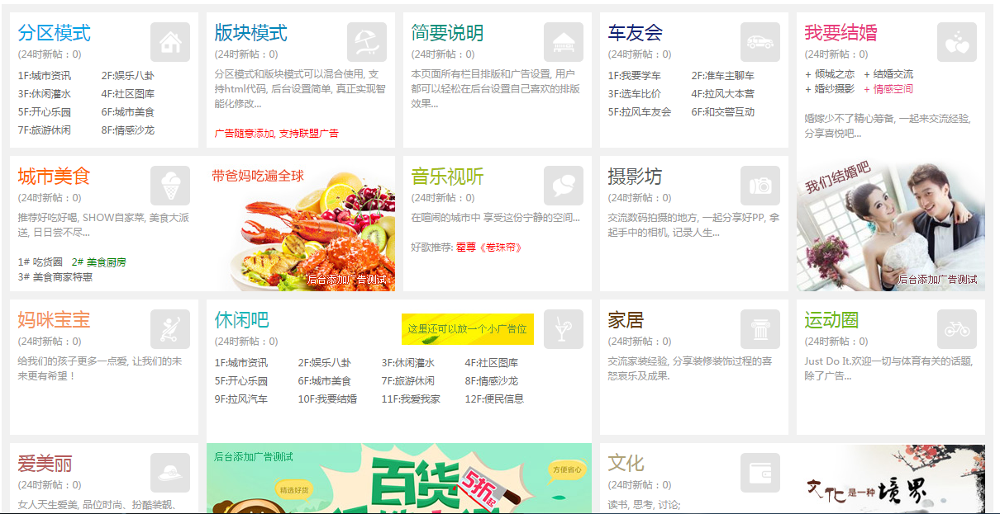 分区模式
(24时新帖：0)
1F:城市资讯 2F:娱乐八卦
3F:休闲灌水 4F:社区图库
5F:开心乐园 6F:城市美食
7F:旅游休闲 8F:情感沙龙
版块模式
(24时新帖：0)
分区模式和版块模式可以混合使用, 支
持html代码, 后台设置简单, 真正实现智
能化修改...
广告随意添加, 支持联盟广告
简要说明
(24时新帖：0)
本页面所有栏目排版和广告设置, 用户
都可以轻松在后台设置自己喜欢的排版
效果...
车友会
(24时新帖：0)
1F:我要学车 2F:准车主聊车
3F:选车比价 4F:拉风大本营
5F:拉风车友会 6F:和交警互动
我要结婚
(24时新帖：0)
+ 倾城之恋 + 结婚交流
+ 婚纱摄影 + 情感空间
婚嫁少不了精心筹备, 一起来交流经验,
分享喜悦吧...
我们结婚吧
后台添加广告测试
城市美食
(24时新帖：0)
推荐好吃好喝, SHOW自家菜, 美食大派
送, 日日尝不尽...
1# 吃货圈 2# 美食厨房
3# 美食商家特惠
带爸妈吃遍全球
后台添加广告测试
音乐视听
(24时新帖：0)
在喧闹的城市中 享受这份宁静的空间...
好歌推荐: 霍尊《卷珠帘》
摄影坊
(24时新帖：0)
交流数码拍摄的地方, 一起分享好PP, 拿
起手中的相机, 记录人生...
妈咪宝宝
(24时新帖：0)
给我们的孩子更多一点爱, 让我们的未
来更有希望！
休闲吧
(24时新帖：0)
这里还可以放一个小广告位
1F:城市资讯 2F:娱乐八卦 3F:休闲灌水 4F:社区图库
5F:开心乐园 6F:城市美食 7F:旅游休闲 8F:情感沙龙
9F:拉风汽车 10F:我要结婚 11F:我爱我家 12F:便民信息
家居
(24时新帖：0)
交流家装经验, 分享装修装饰过程的喜
怒哀乐及成果.
运动圈
(24时新帖：0)
Just Do It.欢迎一切与体育有关的话题,
除了广告...
爱美丽
(24时新帖：0)
女人天生爱美, 品位时尚、扮酷装靓、
后台添加广告测试
精选好货
百货
5折起
方便省心
文化
(24时新帖：0)
读书, 思考, 讨论;
文化是一种境界